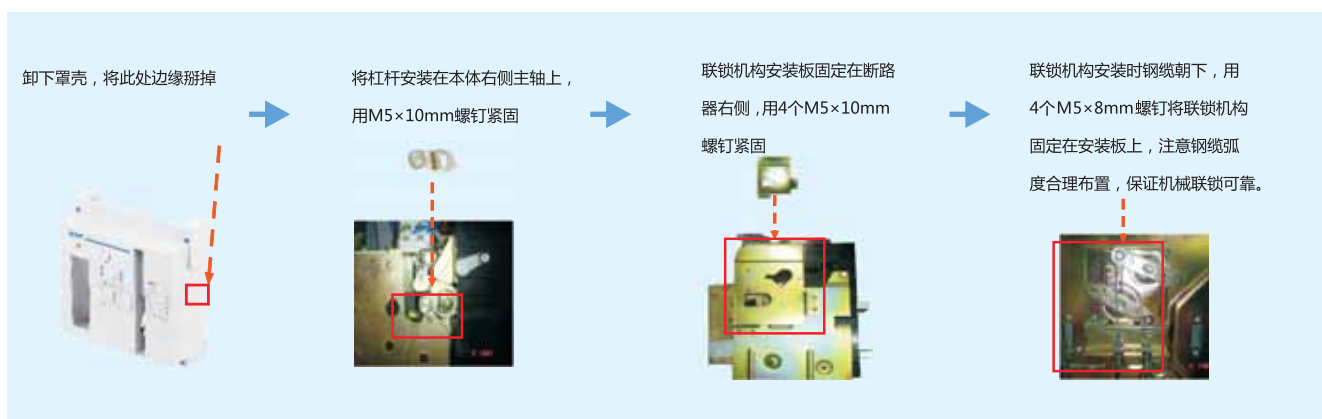 卸下罩壳，将此处边缘掰掉
将杠杆安装在本体右侧主轴上，
用M5×10mm螺钉紧固
联锁机构安装板固定在断路
器右侧，用4个M5×10mm
螺钉紧固
联锁机构安装时钢缆朝下，用
4个M5×8mm螺钉将联锁机构
固定在安装板上，注意钢缆弧
度合理布置，保证机械联锁可靠。